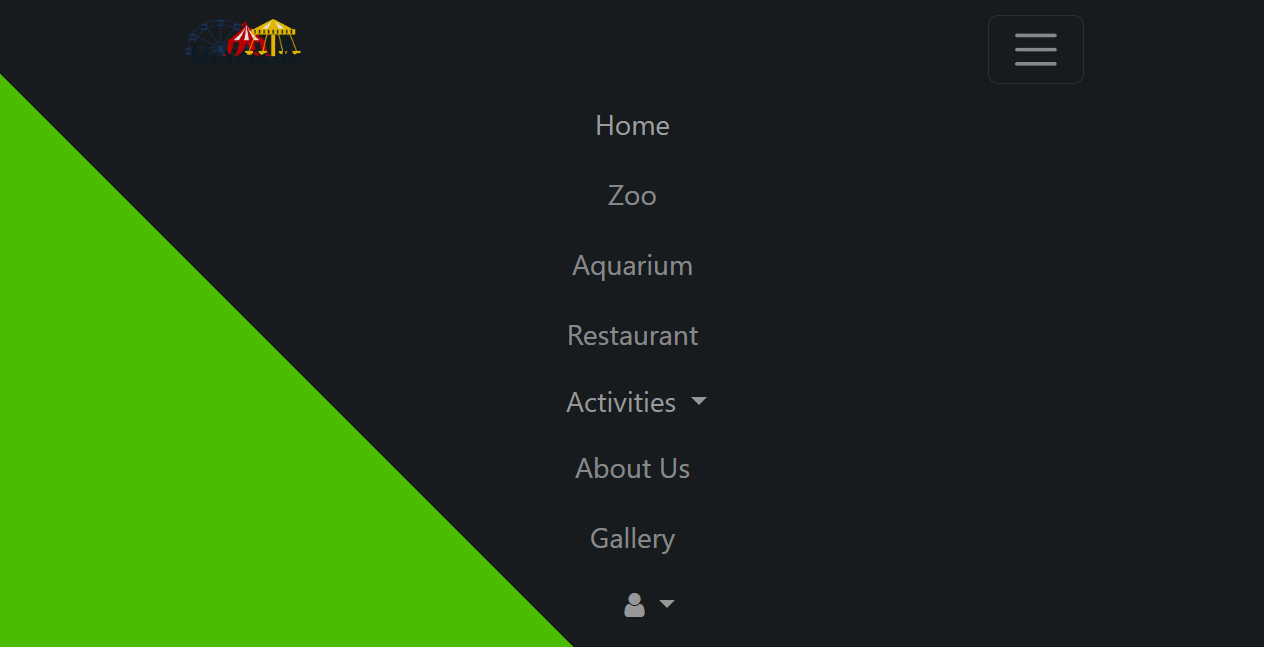 Home
Zoo
Aquarium
Restaurant
Activities
About Us
Gallery